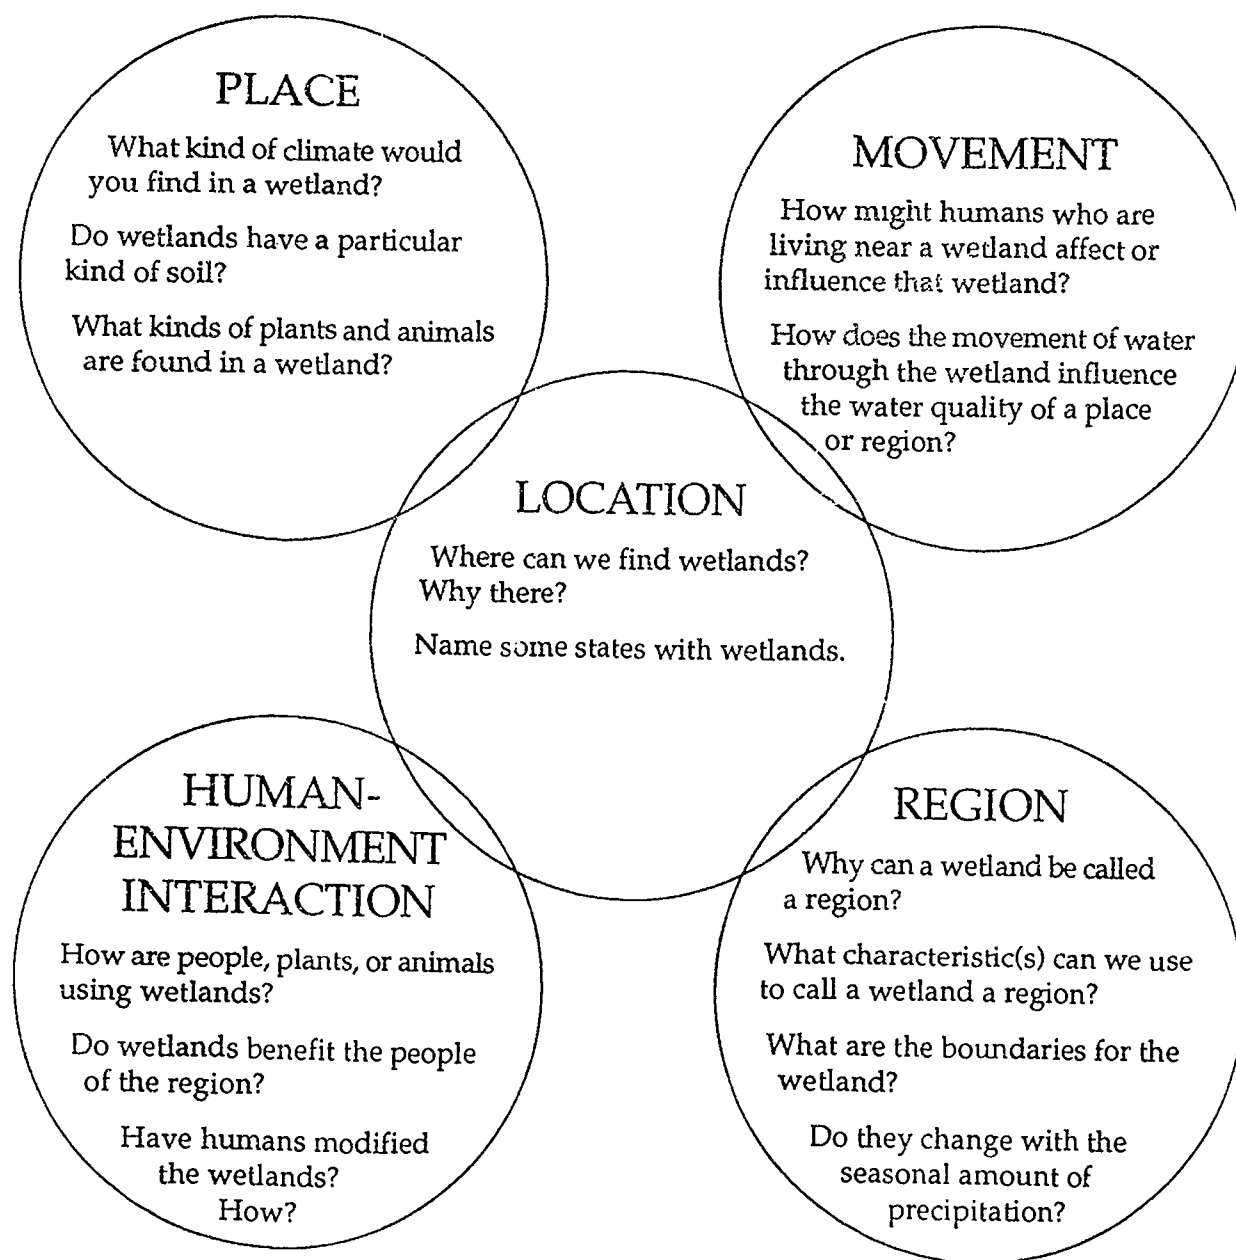 PLACE
What kind of climate would
you find in a wetland?
Do wetlands have a particular
kind of soil?
What kinds of plants and animals
are found in a wetland?
MOVEMENT
How might humans who are
living near a wetland affect or
influence that wetland?
How does the movement of water
through the wetland influence
the water quality of a place
or region?
LOCATION
Where can we find wetlands?
Why there?
Name some states with wetlands.
HUMAN-
ENVIRONMENT
INTERACTION
How are people, plants, or animals
using wetlands?
Do wetlands benefit the people
of the region?
Have humans modified
the wetlands?
How?
REGION
Why can a wetland be called
a region?
What characteristic(s) can we use
to call a wetland a region?
What are the boundaries for the
wetland?
Do they change with the
seasonal amount of
precipitation?